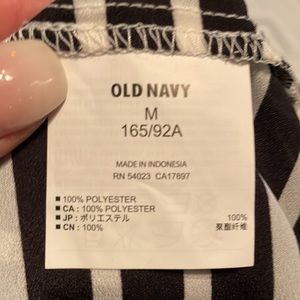 OLD NAVY
M
165/92A
MADE IN INDONESIA
RN 54023 CA17897
■ 100% POLYESTER
■ CA : 100% POLYESTER
■ JP : ポリエステル 100%
■ CN : 100% 聚酯纤维